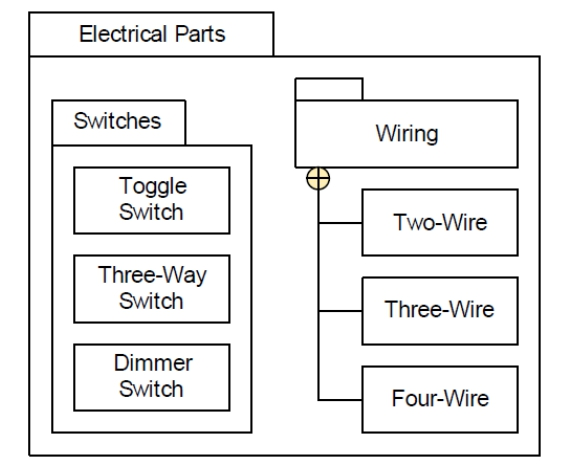 Electrical Parts
Switches
Toggle
Switch
Three-Way
Switch
Dimmer
Switch
Wiring
Two-Wire
Three-Wire
Four-Wire